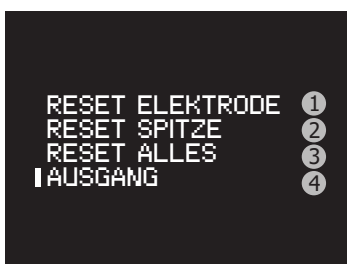 RESET ELEKTRODE 1
RESET SPITZE 2
RESET ALLES 3
AUSGANG 4